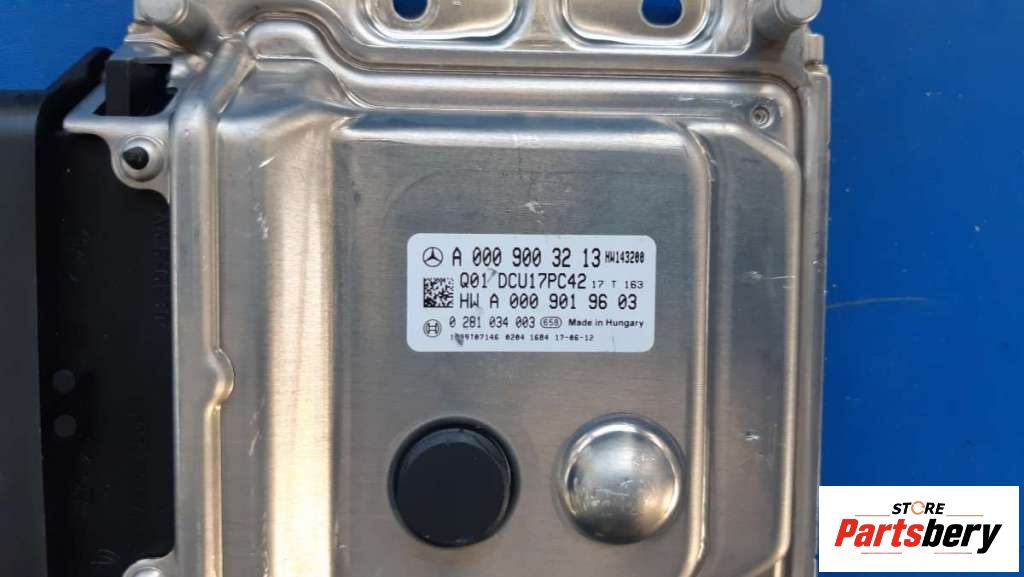 A 000 900 32 13 HW143200
Q01 DCU17PC42 17 T 163
HW A 000 901 96 03
0 281 034 003 658 Made in Hungary
0204 1684 17-06-12
STORE
Partsbery